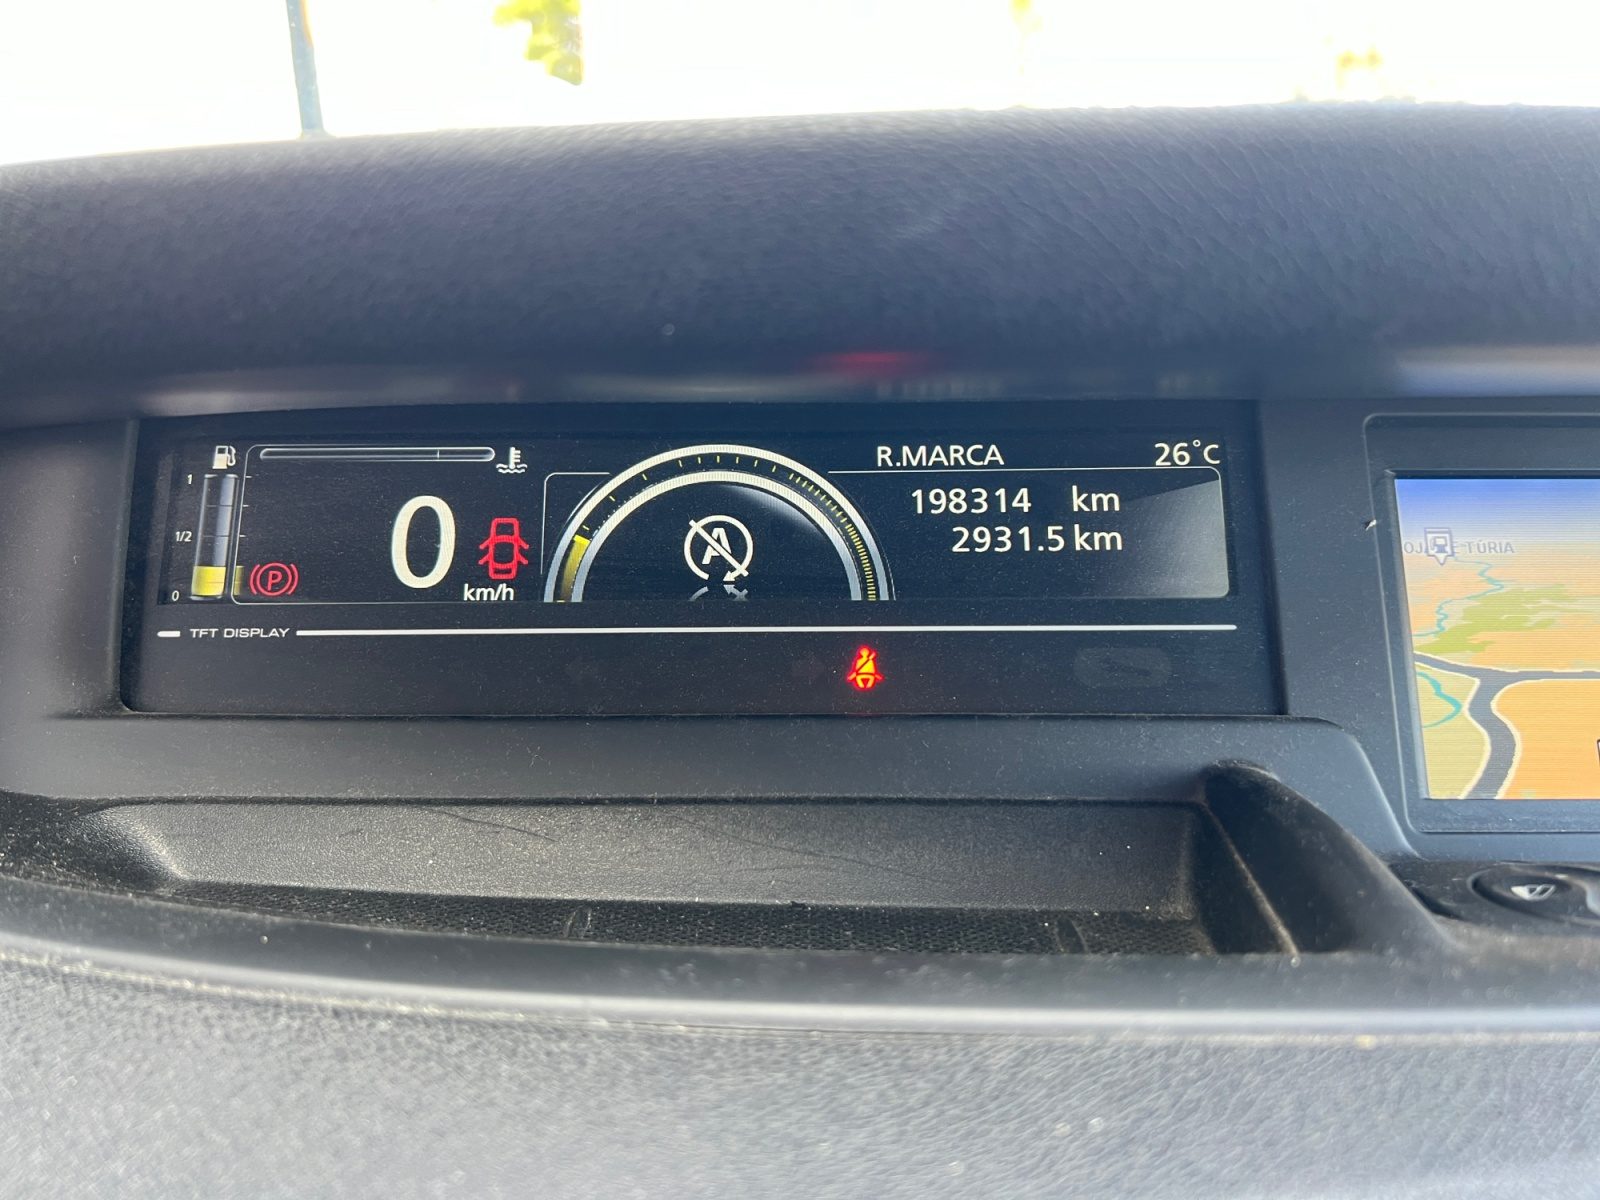 R.MARCA 26°C
1
198314 km
1/2
0 km/h
2931.5 km
P
A
0
TFT DISPLAY
TÚRIA